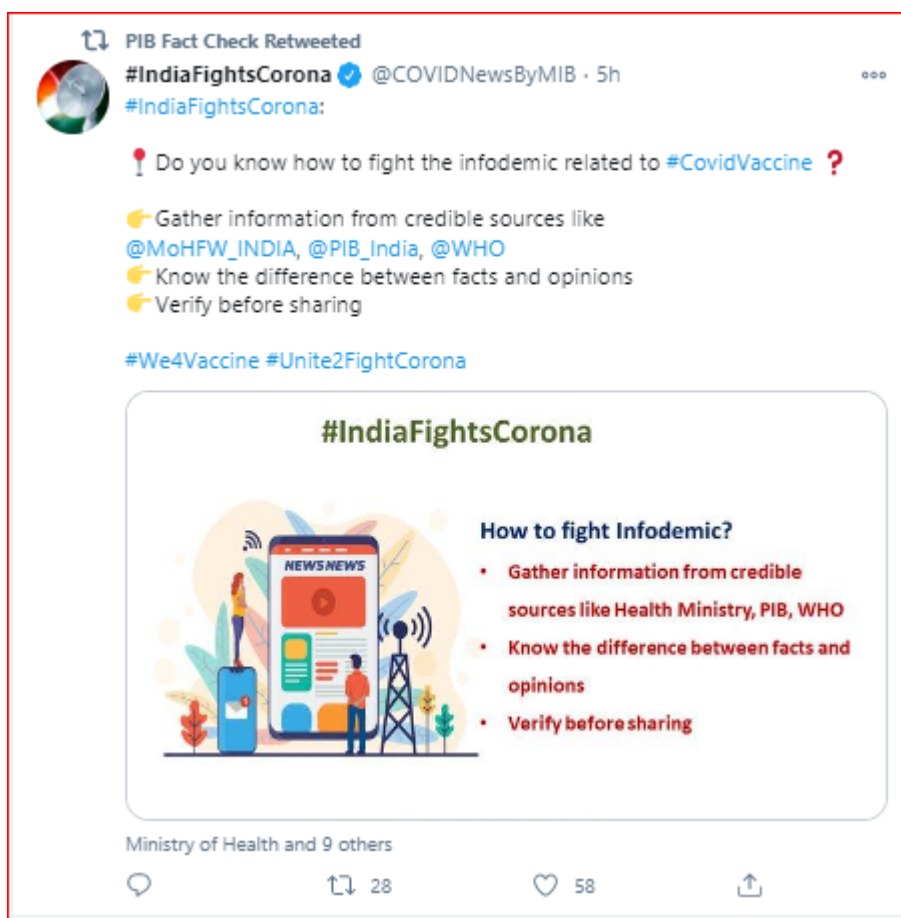 PIB Fact Check Retweeted
#IndiaFightsCorona @COVIDNewsByMIB · 5h
#IndiaFightsCorona:
📍 Do you know how to fight the infodemic related to #CovidVaccine ❓
👉Gather information from credible sources like
@MoHFW_INDIA, @PIB_India, @WHO
👉Know the difference between facts and opinions
👉Verify before sharing
#We4Vaccine #Unite2FightCorona
#IndiaFightsCorona
NEWS NEWS
How to fight Infodemic?
• Gather information from credible
sources like Health Ministry, PIB, WHO
• Know the difference between facts and
opinions
• Verify before sharing
Ministry of Health and 9 others
28 58